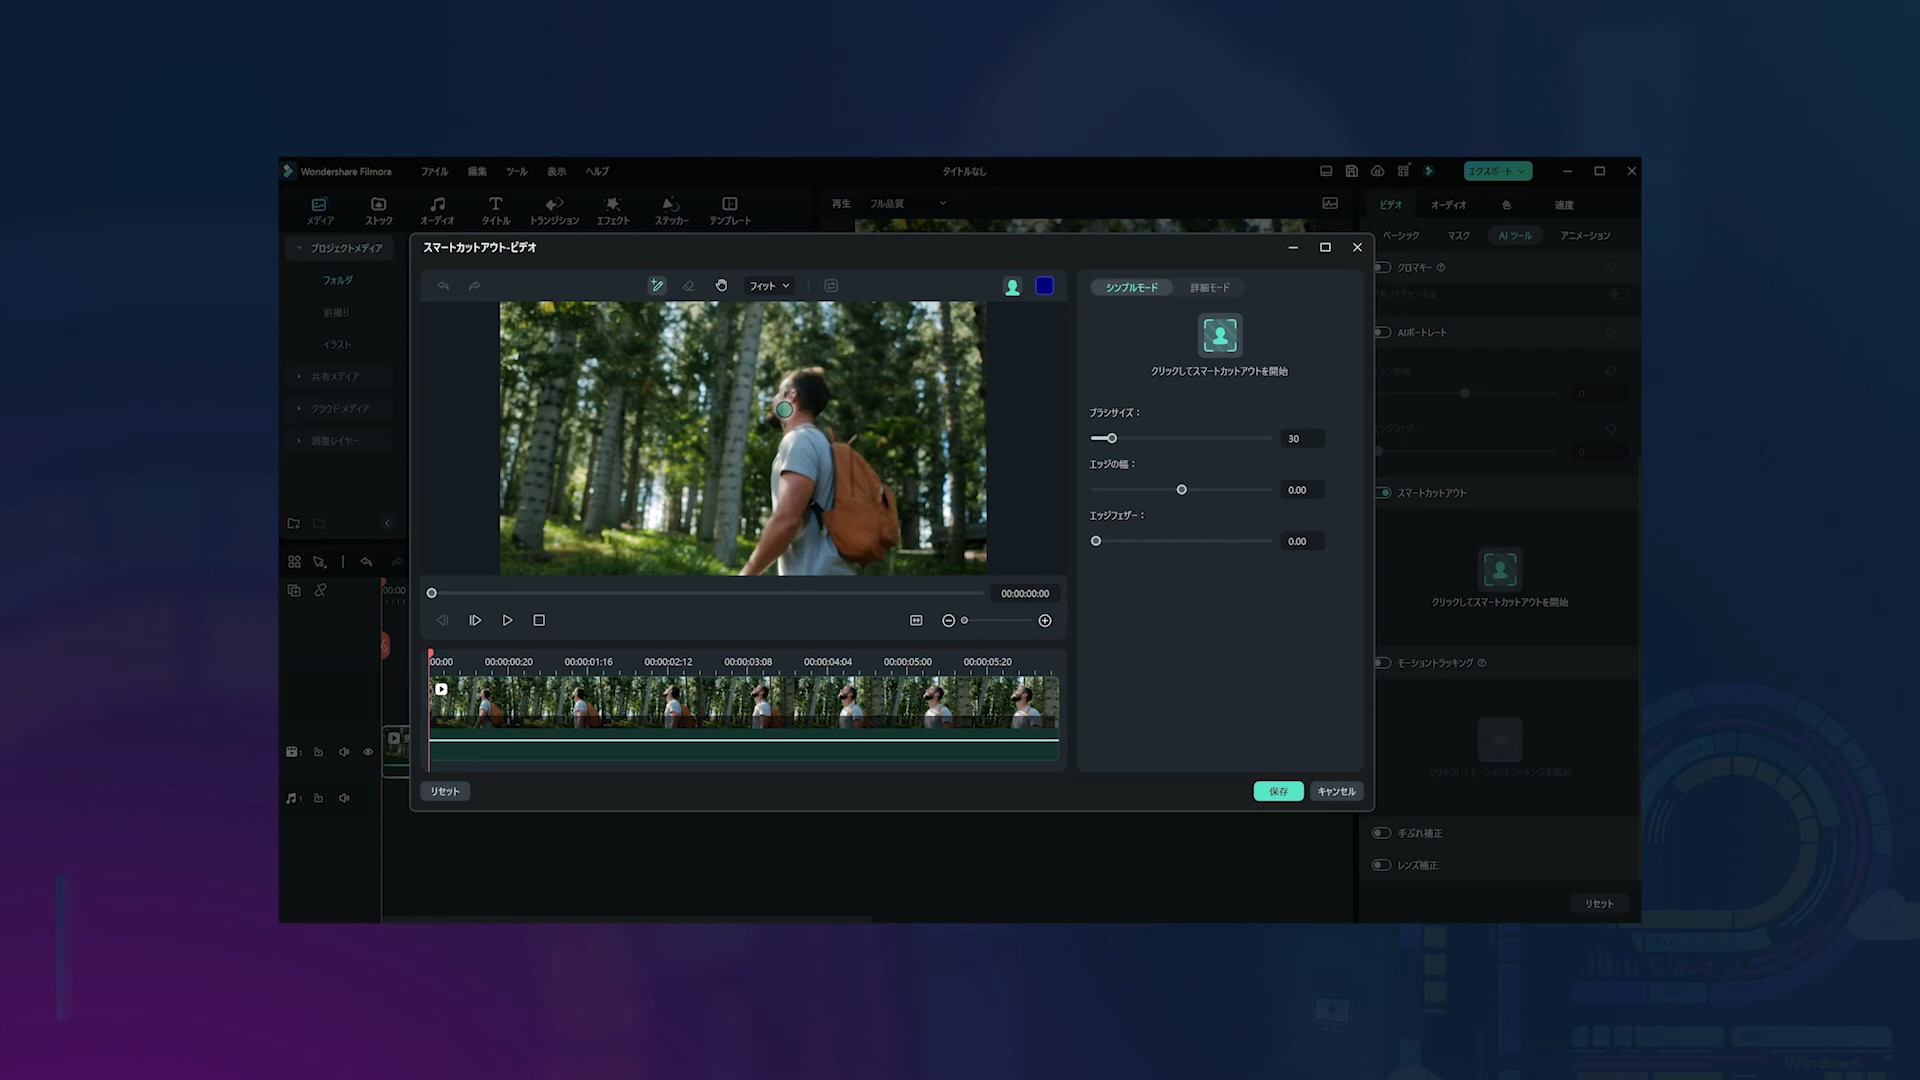 Wondershare Filmora
ファイル
編集
ツール
表示
ヘルプ
タイトルなし
エクスポート
メディア
ストック
オーディオ
タイトル
トランジション
エフェクト
ステッカー
テンプレート
再生
フル品質
ビデオ
オーディオ
色
速度
プロジェクトメディア
フォルダ
前撮り
イラスト
共有メデイア
クラウドメディア
調整レイヤー
ベーシック
マスク
AI ツール
アニメーション
クロマキー
AIポートレート
0
0
スマートカットアウト
クリックしてスマートカットアウトを開始
モーショントラッキング
クリックしてモーショントラッキングを開始
手ぶれ補正
レンズ補正
リセット
スマートカットアウト-ビデオ
フィット
シンプルモード
詳細モード
クリックしてスマートカットアウトを開始
ブラシサイズ：
30
エッジの幅：
0.00
エッジフェザー：
0.00
00:00:00:00
00:00
00:00:00:20
00:00:01:16
00:00:02:12
00:00:03:08
00:00:04:04
00:00:05:00
00:00:05:20
リセット
保存
キャンセル
00:00
1
1
Windows